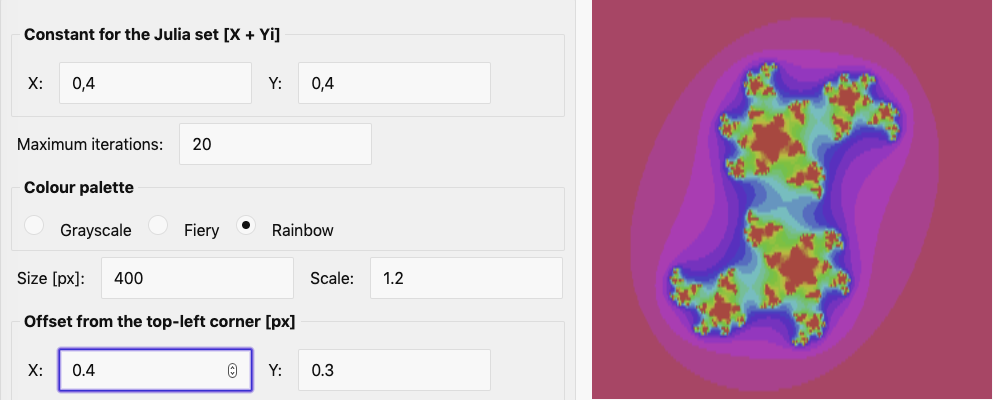 Constant for the Julia set [X + Yi]
X: 0,4 Y: 0,4
Maximum iterations: 20
Colour palette
Grayscale Fiery Rainbow
Size [px]: 400 Scale: 1.2
Offset from the top-left corner [px]
X: 0.4 Y: 0.3